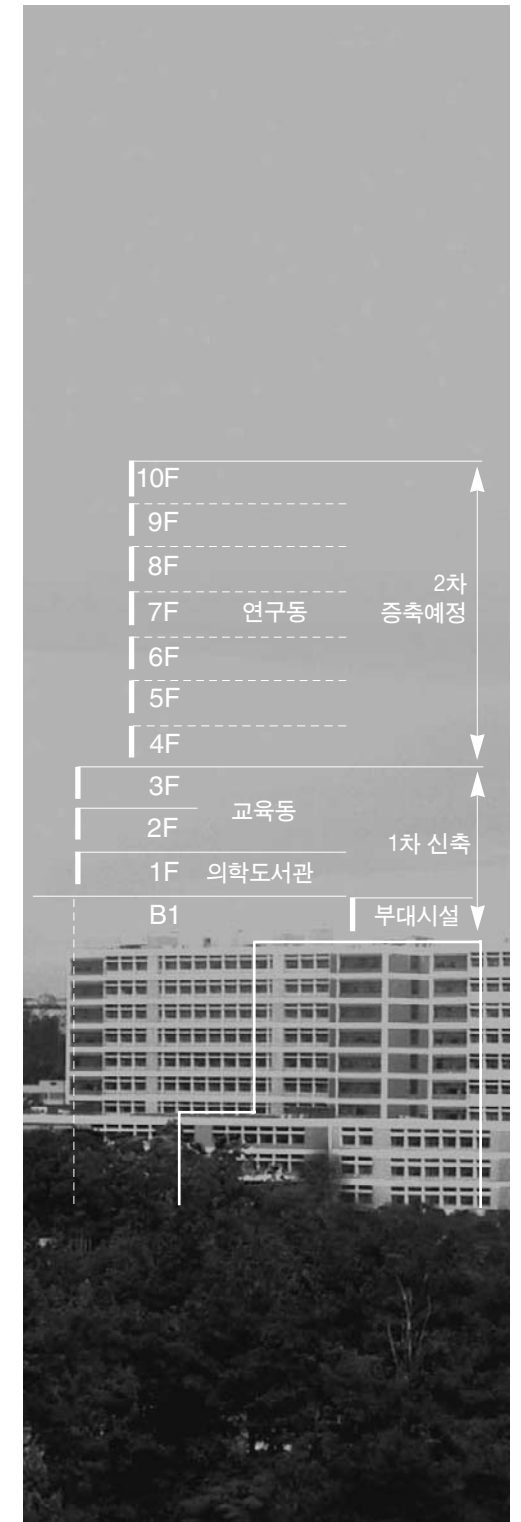 10F
9F
8F
7F 연구동
6F
5F
4F
2차
증축예정
3F
2F
교육동
1F 의학도서관
1차 신축
B1 부대시설